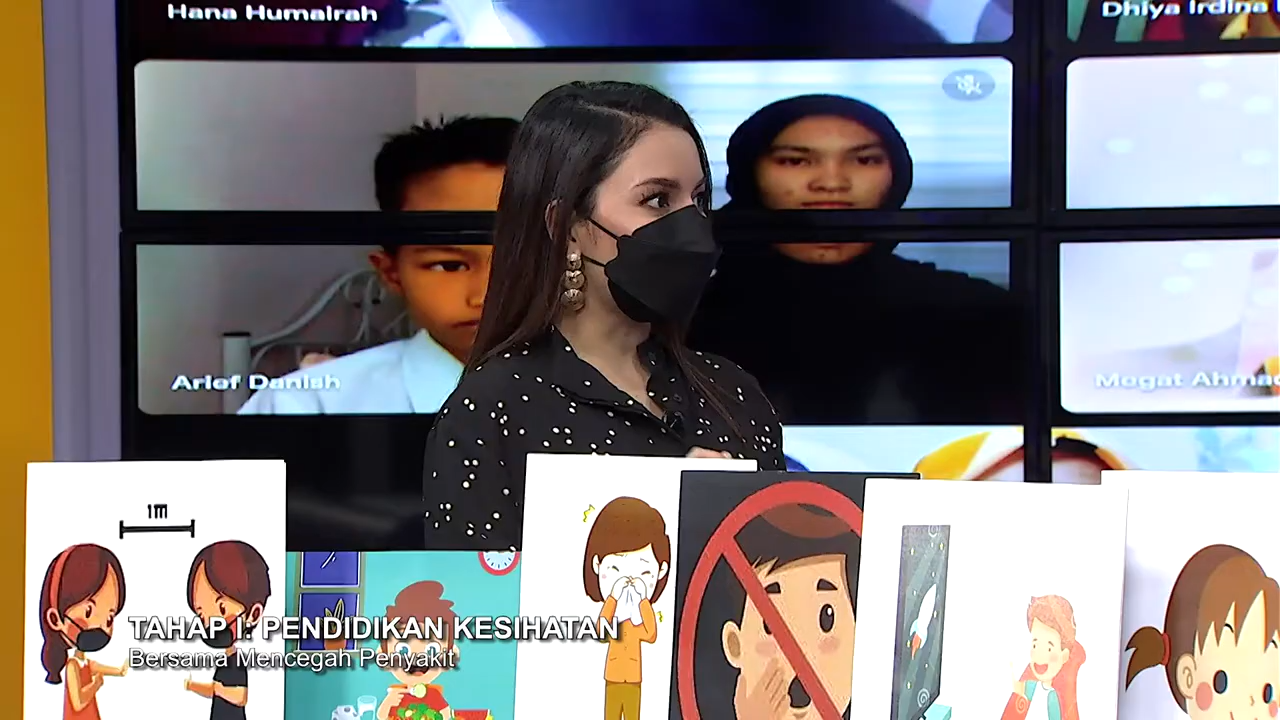 Hana Humairah
Dhiya Irdina
Arief Danish
Megat Ahmad
1m
TAHAP I: PENDIDIKAN KESIHATAN
Bersama Mencegah Penyakit